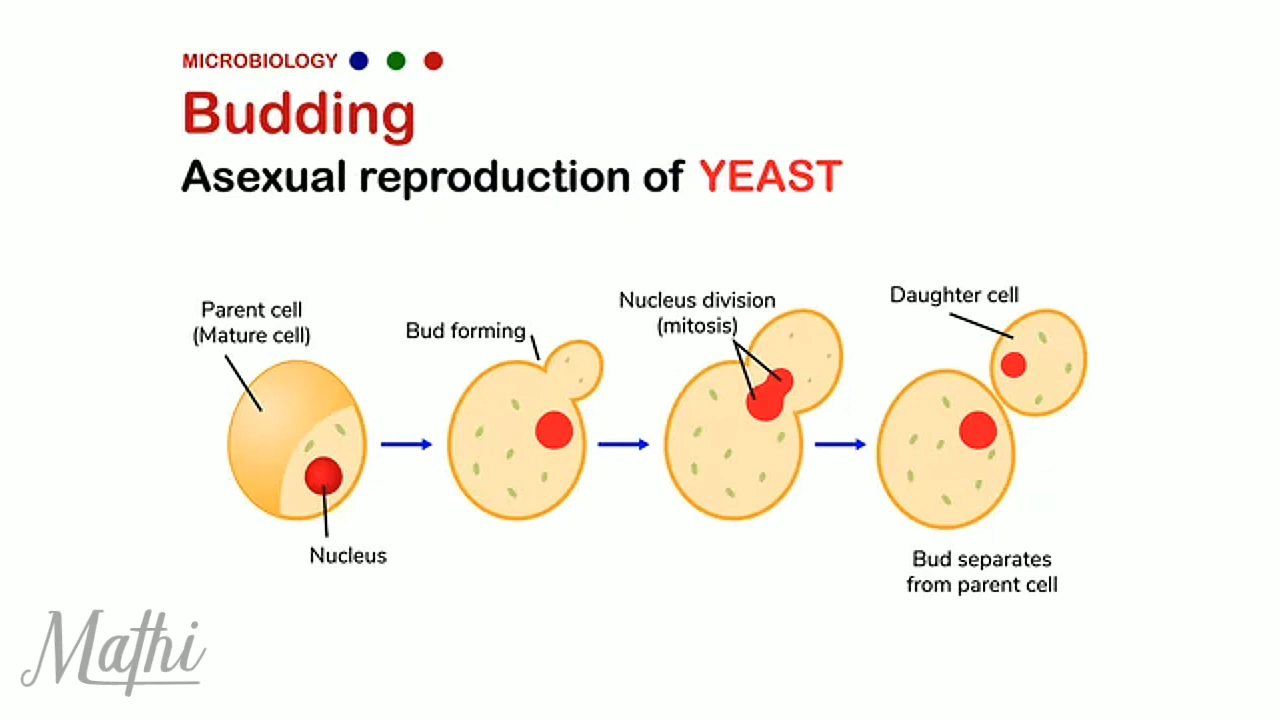 MICROBIOLOGY
Budding
Asexual reproduction of YEAST
Parent cell
(Mature cell)
Bud forming
Nucleus division
(mitosis)
Daughter cell
Nucleus
Bud separates
from parent cell
Mathi